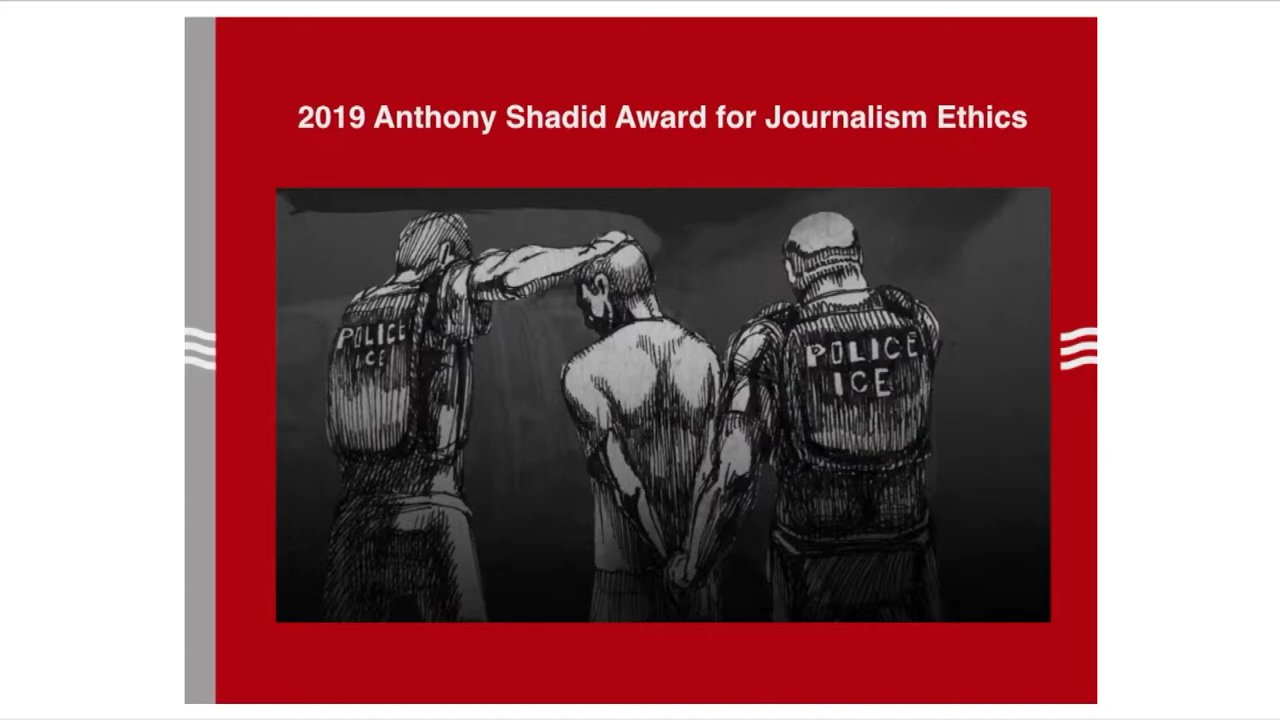 2019 Anthony Shadid Award for Journalism Ethics
POLICE
ICE
POLICE
ICE